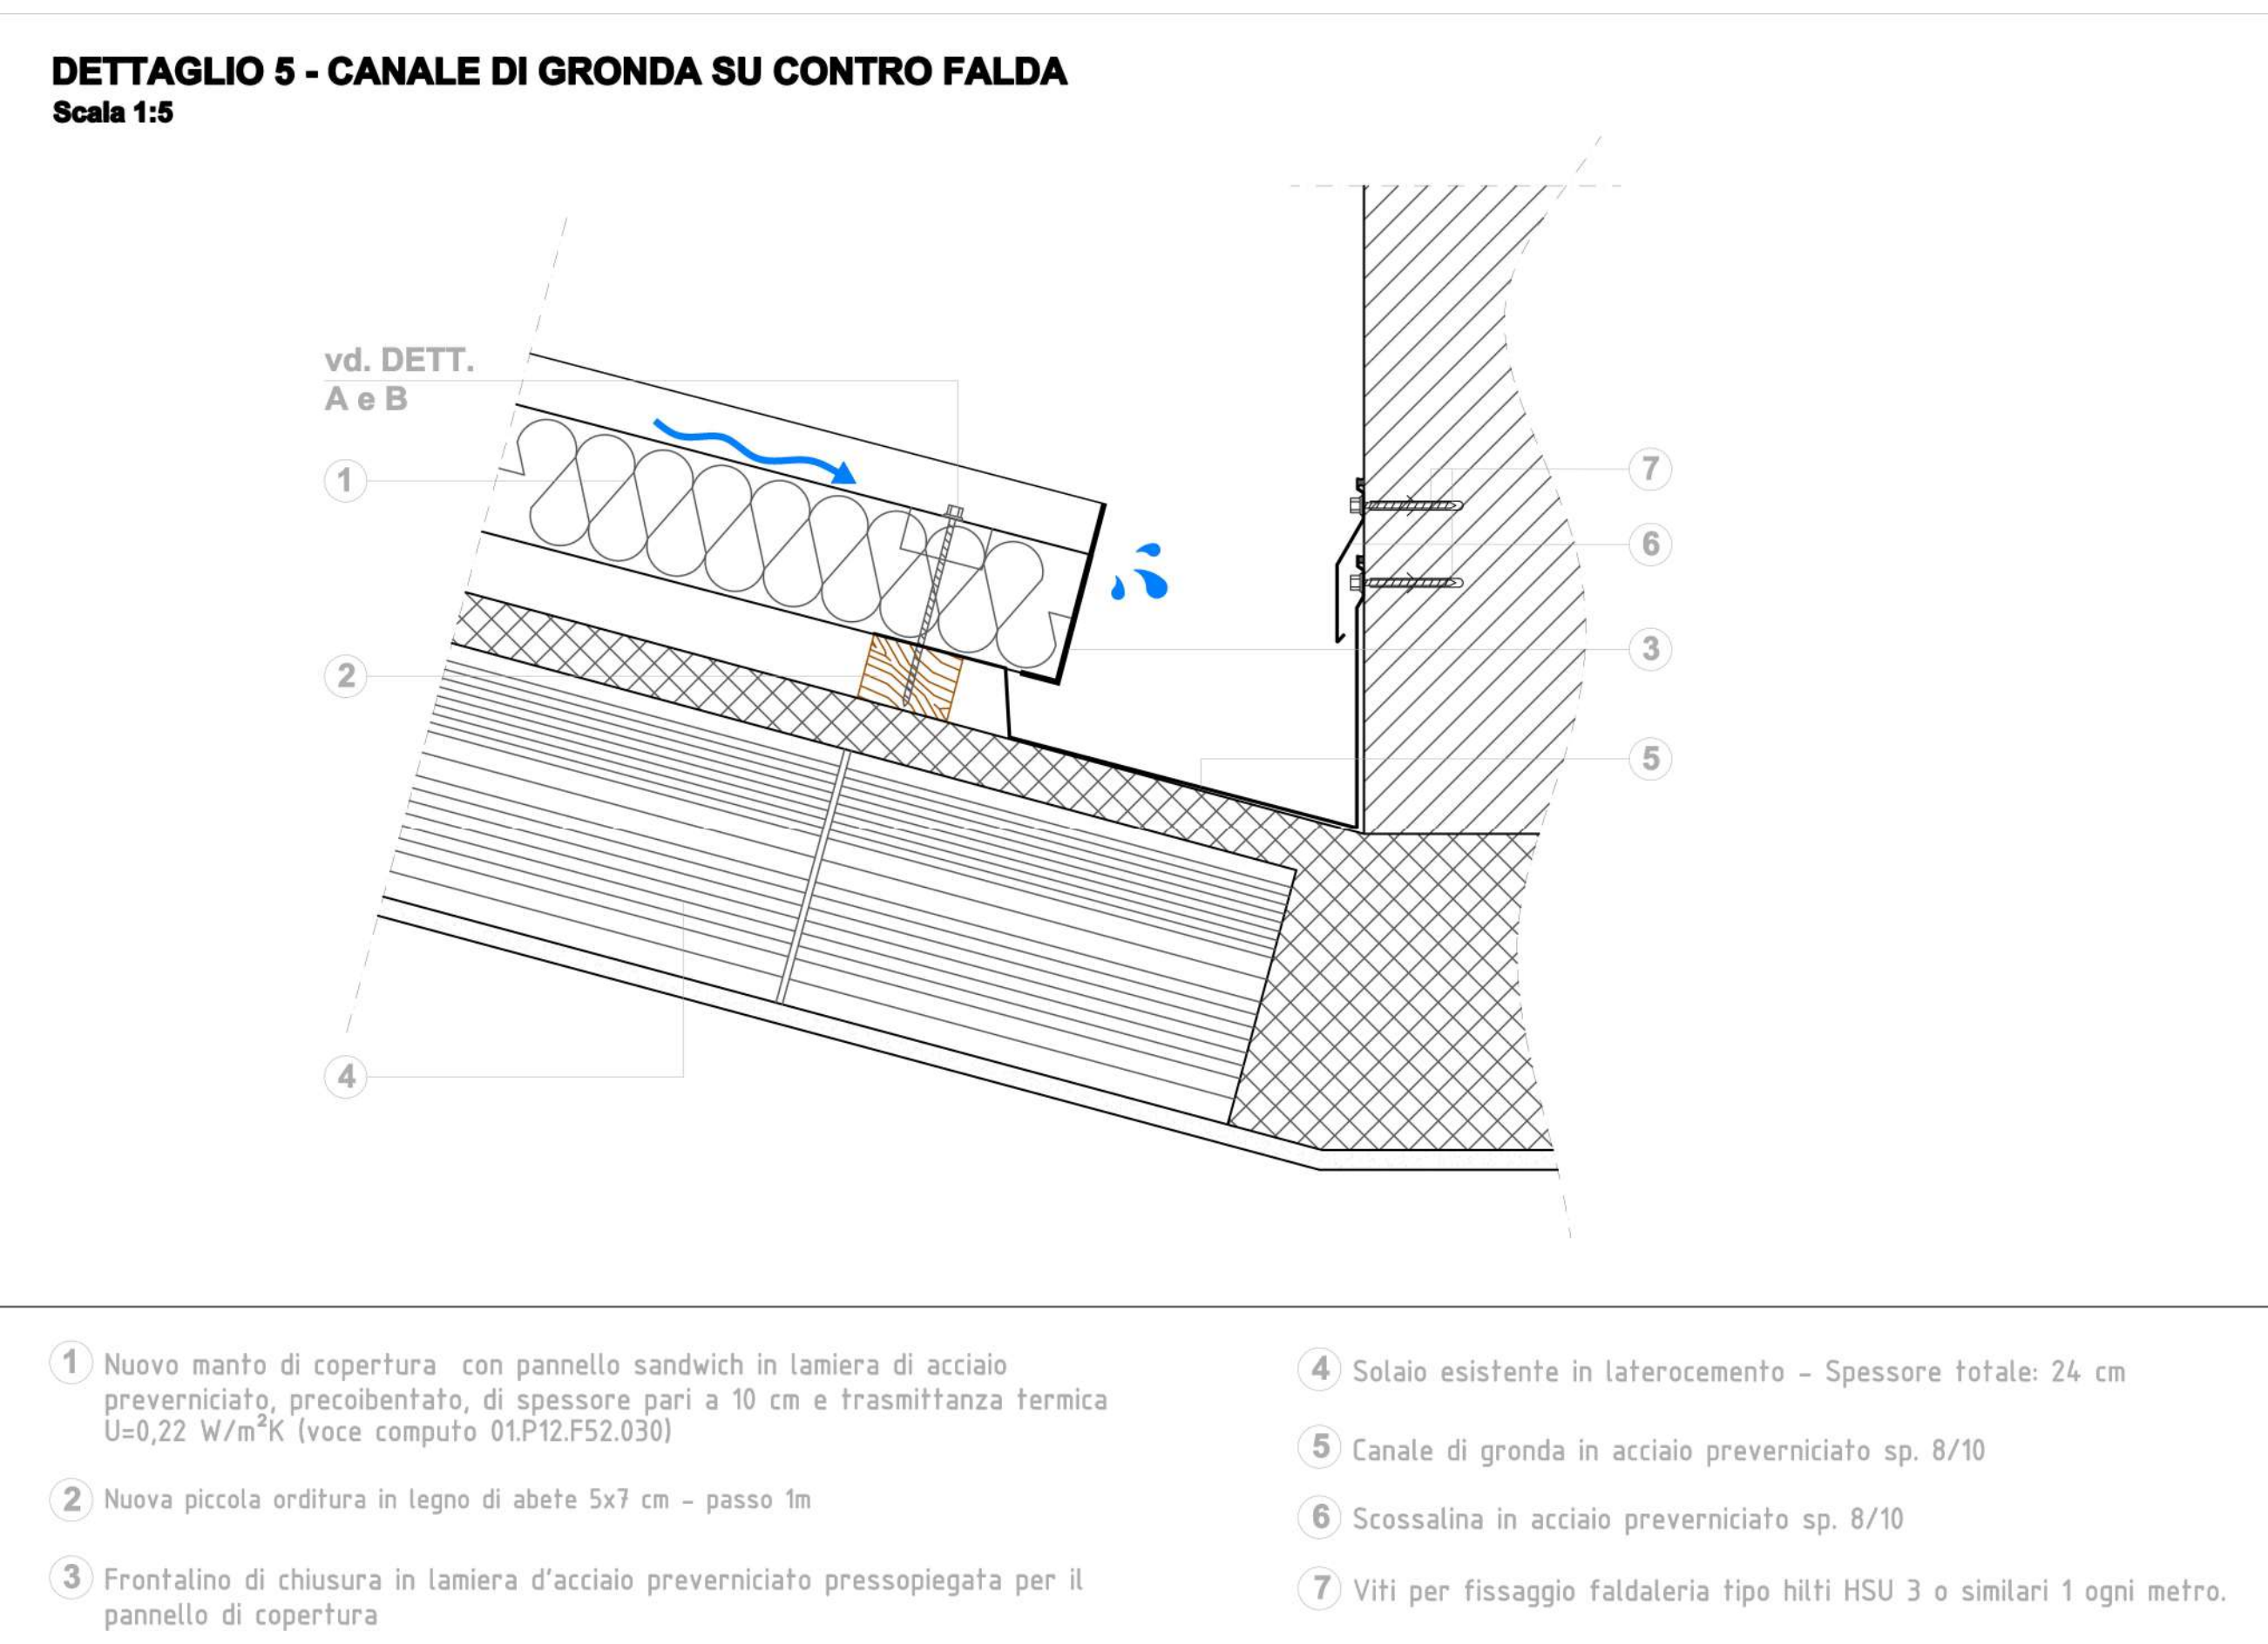 DETTAGLIO 5 - CANALE DI GRONDA SU CONTRO FALDA
Scala 1:5
vd. DETT.
A e B
1
2
4
7
6
3
5
1 Nuovo manto di copertura con pannello sandwich in lamiera di acciaio
preverniciato, precoibentato, di spessore pari a 10 cm e trasmittanza termica
U=0,22 W/m²K (voce computo 01.P12.F52.030)
2 Nuova piccola orditura in legno di abete 5x7 cm - passo 1m
3 Frontalino di chiusura in lamiera d'acciaio preverniciato pressopiegata per il
pannello di copertura
4 Solaio esistente in laterocemento - Spessore totale: 24 cm
5 Canale di gronda in acciaio preverniciato sp. 8/10
6 Scossalina in acciaio preverniciato sp. 8/10
7 Viti per fissaggio faldaleria tipo hilti HSU 3 o similari 1 ogni metro.